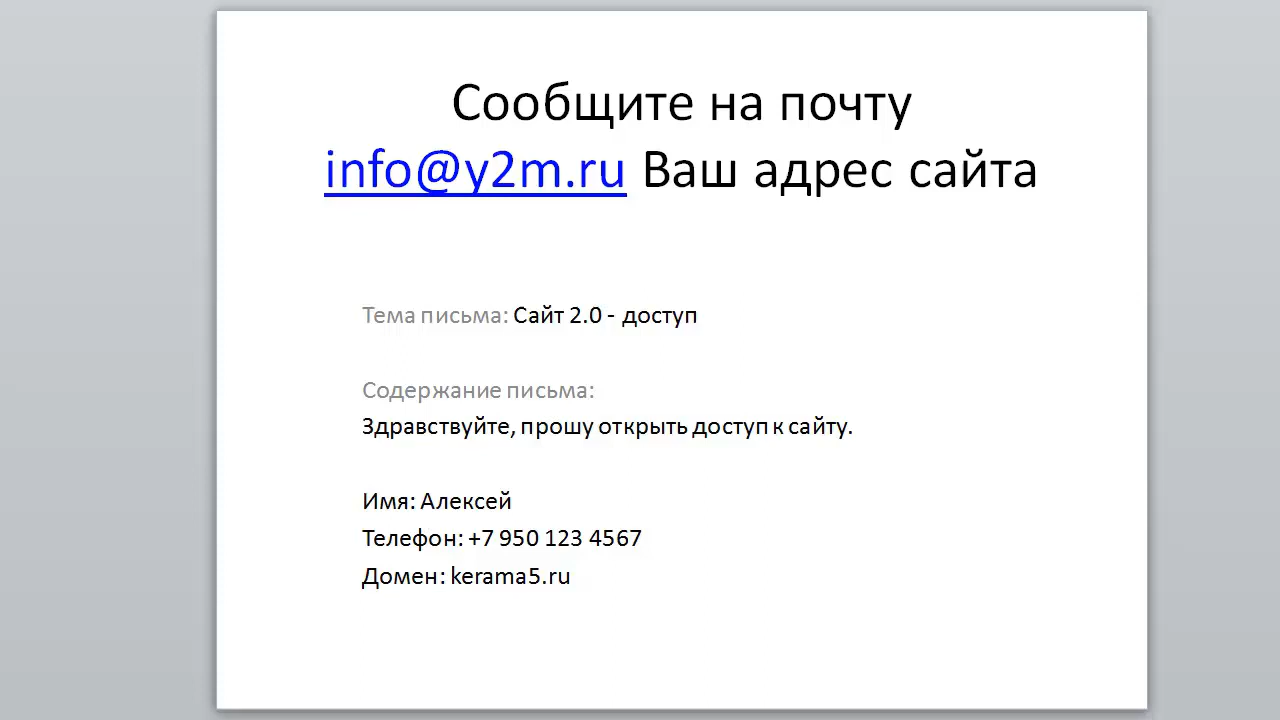 Сообщите на почту
info@y2m.ru Ваш адрес сайта
Тема письма: Сайт 2.0 - доступ
Содержание письма:
Здравствуйте, прошу открыть доступ к сайту.
Имя: Алексей
Телефон: +7 950 123 4567
Домен: kerama5.ru